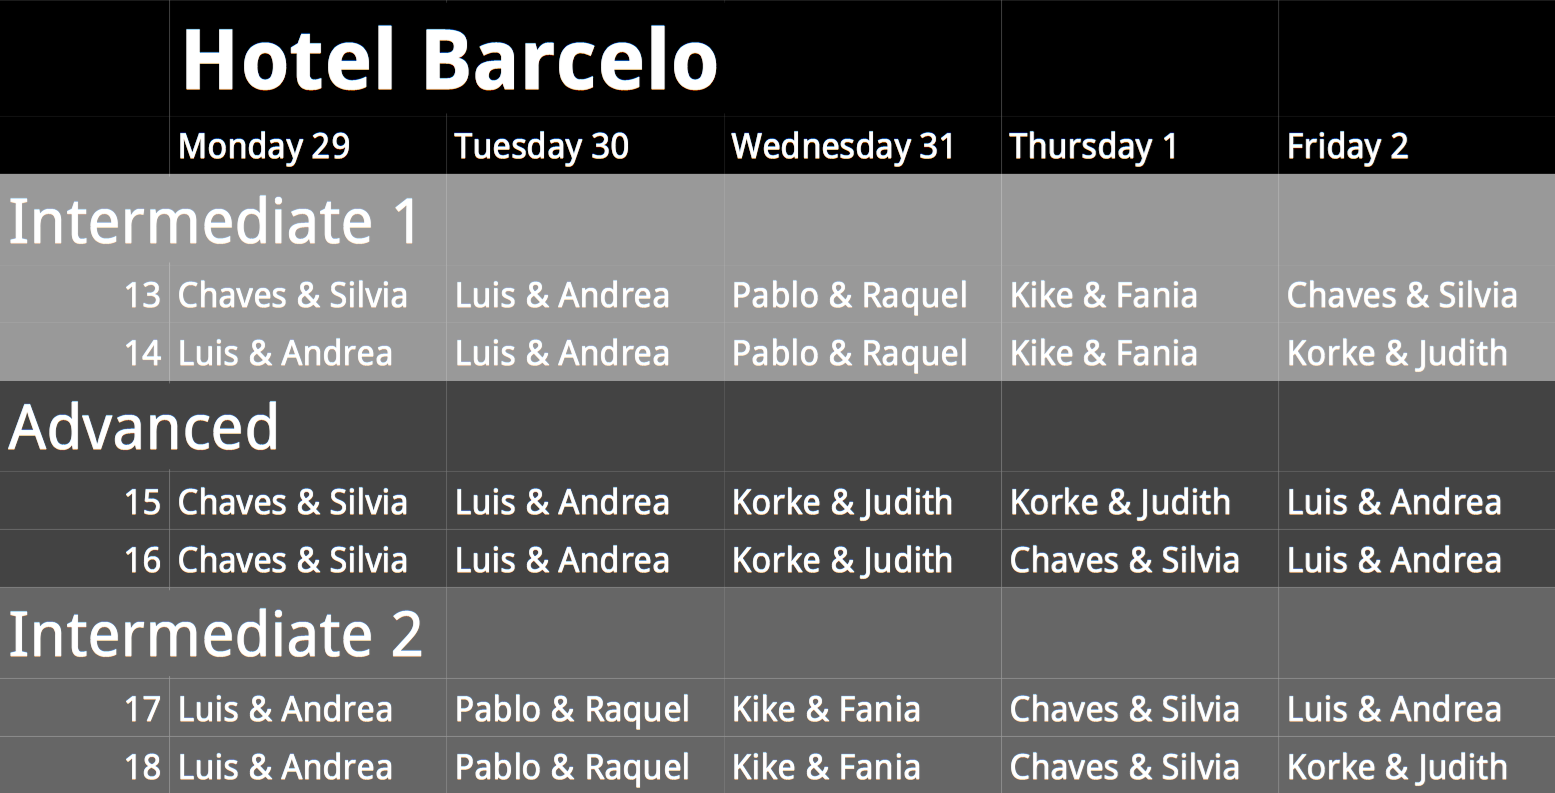 Hotel Barcelo
Monday 29 Tuesday 30 Wednesday 31 Thursday 1 Friday 2
Intermediate 1
13 Chaves & Silvia Luis & Andrea Pablo & Raquel Kike & Fania Chaves & Silvia
14 Luis & Andrea Luis & Andrea Pablo & Raquel Kike & Fania Korke & Judith
Advanced
15 Chaves & Silvia Luis & Andrea Korke & Judith Korke & Judith Luis & Andrea
16 Chaves & Silvia Luis & Andrea Korke & Judith Chaves & Silvia Luis & Andrea
Intermediate 2
17 Luis & Andrea Pablo & Raquel Kike & Fania Chaves & Silvia Luis & Andrea
18 Luis & Andrea Pablo & Raquel Kike & Fania Chaves & Silvia Korke & Judith